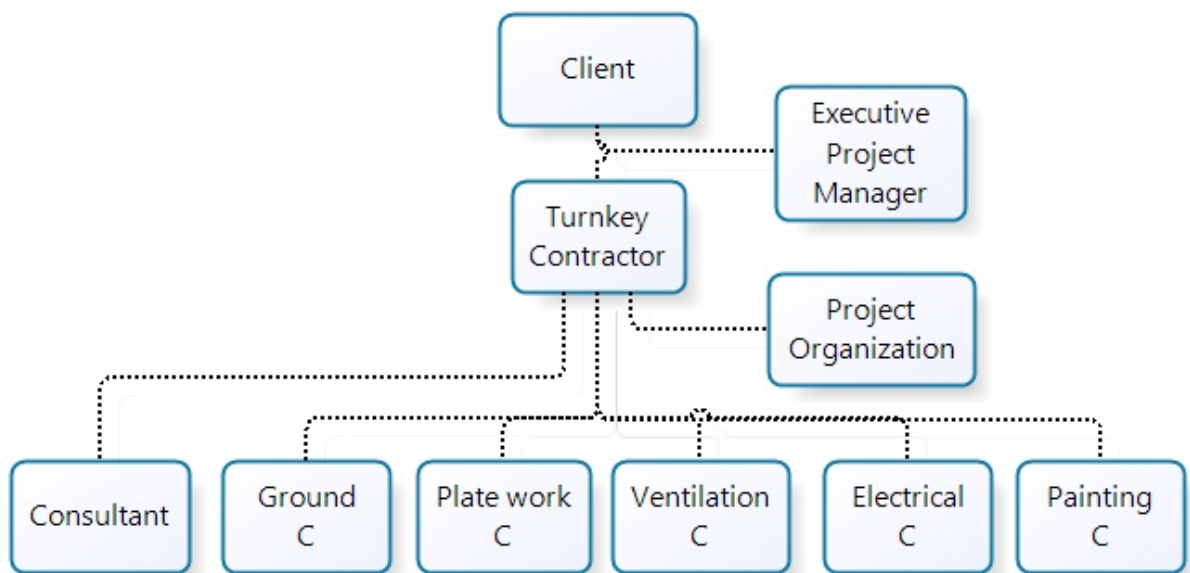 Client
Executive
Project
Manager
Turnkey
Contractor
Project
Organization
Consultant
Ground
C
Plate work
C
Ventilation
C
Electrical
C
Painting
C